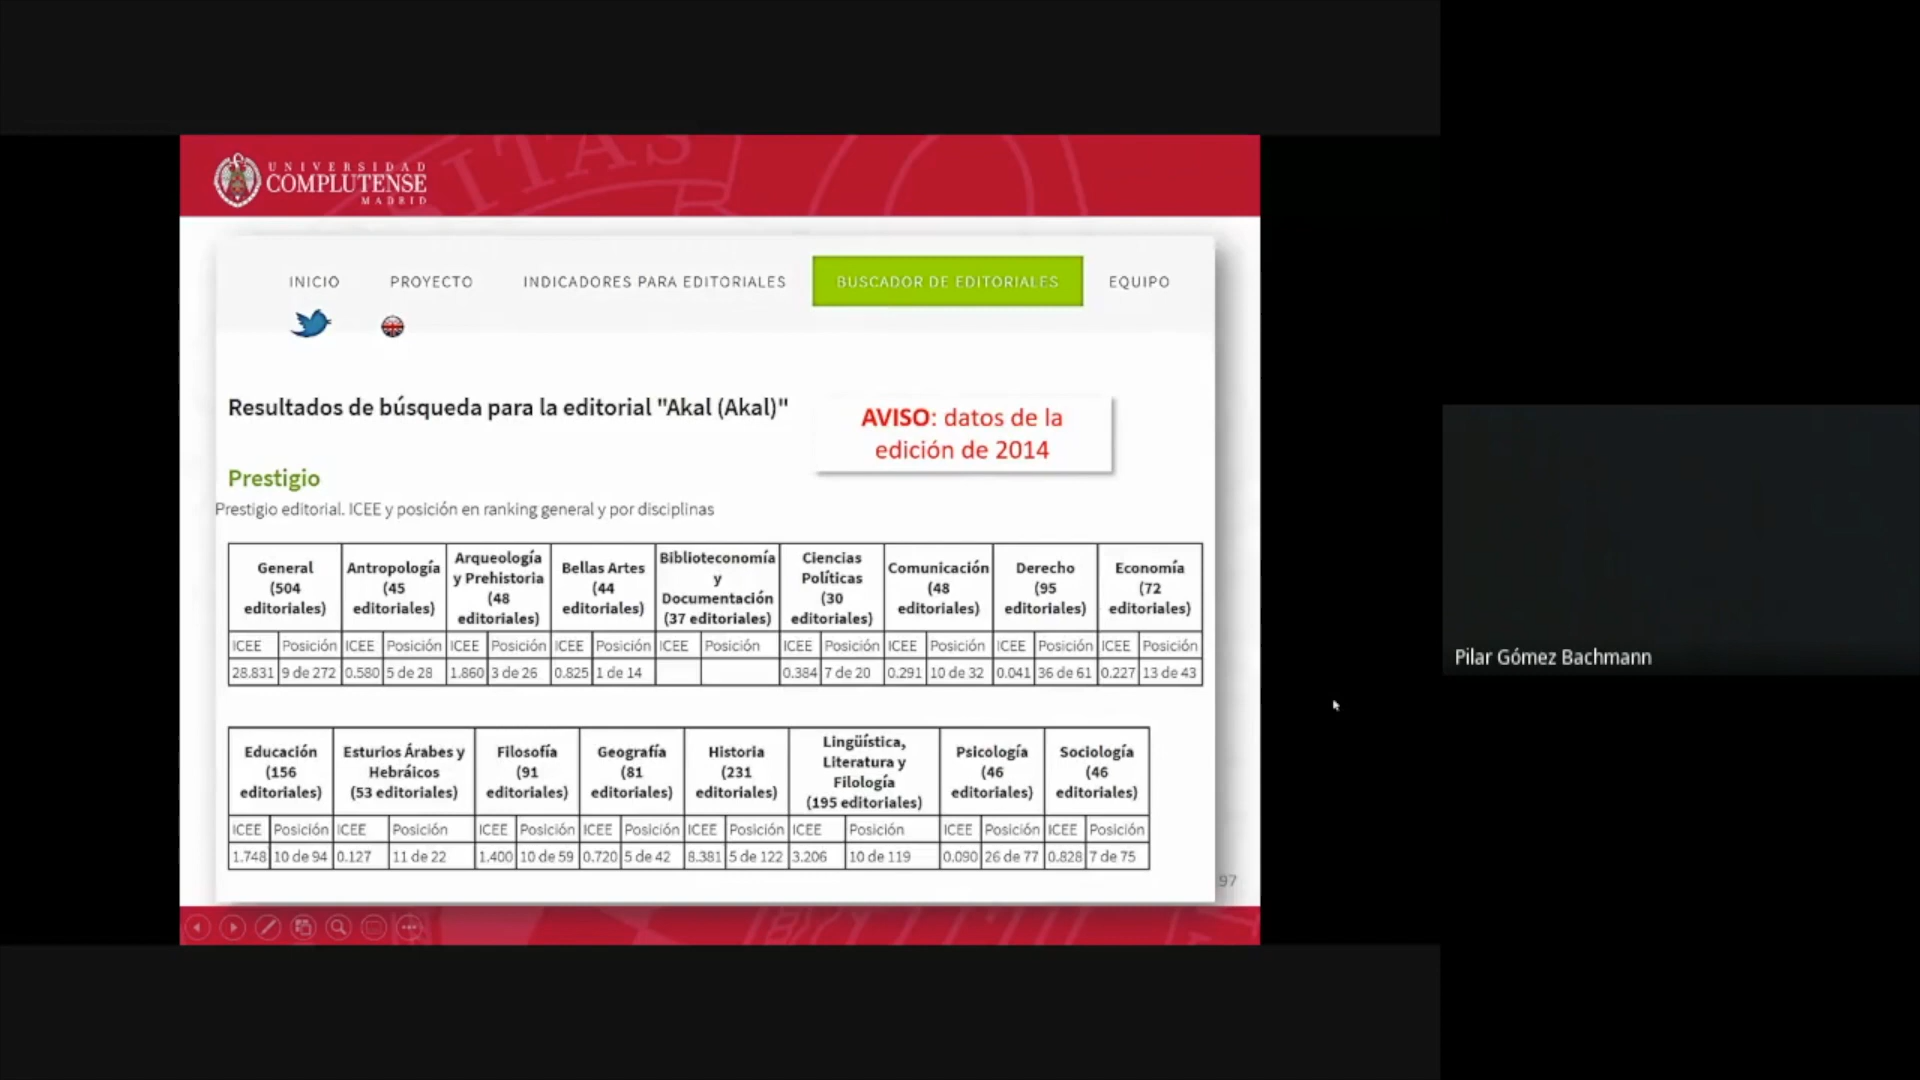 UNIVERSIDAD
COMPLUTENSE
MADRID
INICIO PROYECTO INDICADORES PARA EDITORIALES BUSCADOR DE EDITORIALES EQUIPO
Resultados de búsqueda para la editorial "Akal (Akal)"
AVISO: datos de la
edición de 2014
Prestigio
Prestigio editorial. ICEE y posición en ranking general y por disciplinas
General (504 editoriales) Antropología (45 editoriales) Arqueología y Prehistoria (48 editoriales) Bellas Artes (44 editoriales) Biblioteconomía y Documentación (37 editoriales) Ciencias Políticas (30 editoriales) Comunicación (48 editoriales) Derecho (95 editoriales) Economía (72 editoriales)
ICEE Posición ICEE Posición ICEE Posición ICEE Posición ICEE Posición ICEE Posición ICEE Posición ICEE Posición ICEE Posición
28.831 9 de 272 0.580 5 de 28 1.860 3 de 26 0.825 1 de 14 0.384 7 de 20 0.291 10 de 32 0.041 36 de 61 0.227 13 de 43
Educación (156 editoriales) Esturios Árabes y Hebráicos (53 editoriales) Filosofía (91 editoriales) Geografía (81 editoriales) Historia (231 editoriales) Lingüística, Literatura y Filología (195 editoriales) Psicología (46 editoriales) Sociología (46 editoriales)
ICEE Posición ICEE Posición ICEE Posición ICEE Posición ICEE Posición ICEE Posición ICEE Posición ICEE Posición
1.748 10 de 94 0.127 11 de 22 1.400 10 de 59 0.720 5 de 42 8.381 5 de 122 3.206 10 de 119 0.090 26 de 77 0.828 7 de 75
97
Pilar Gómez Bachmann